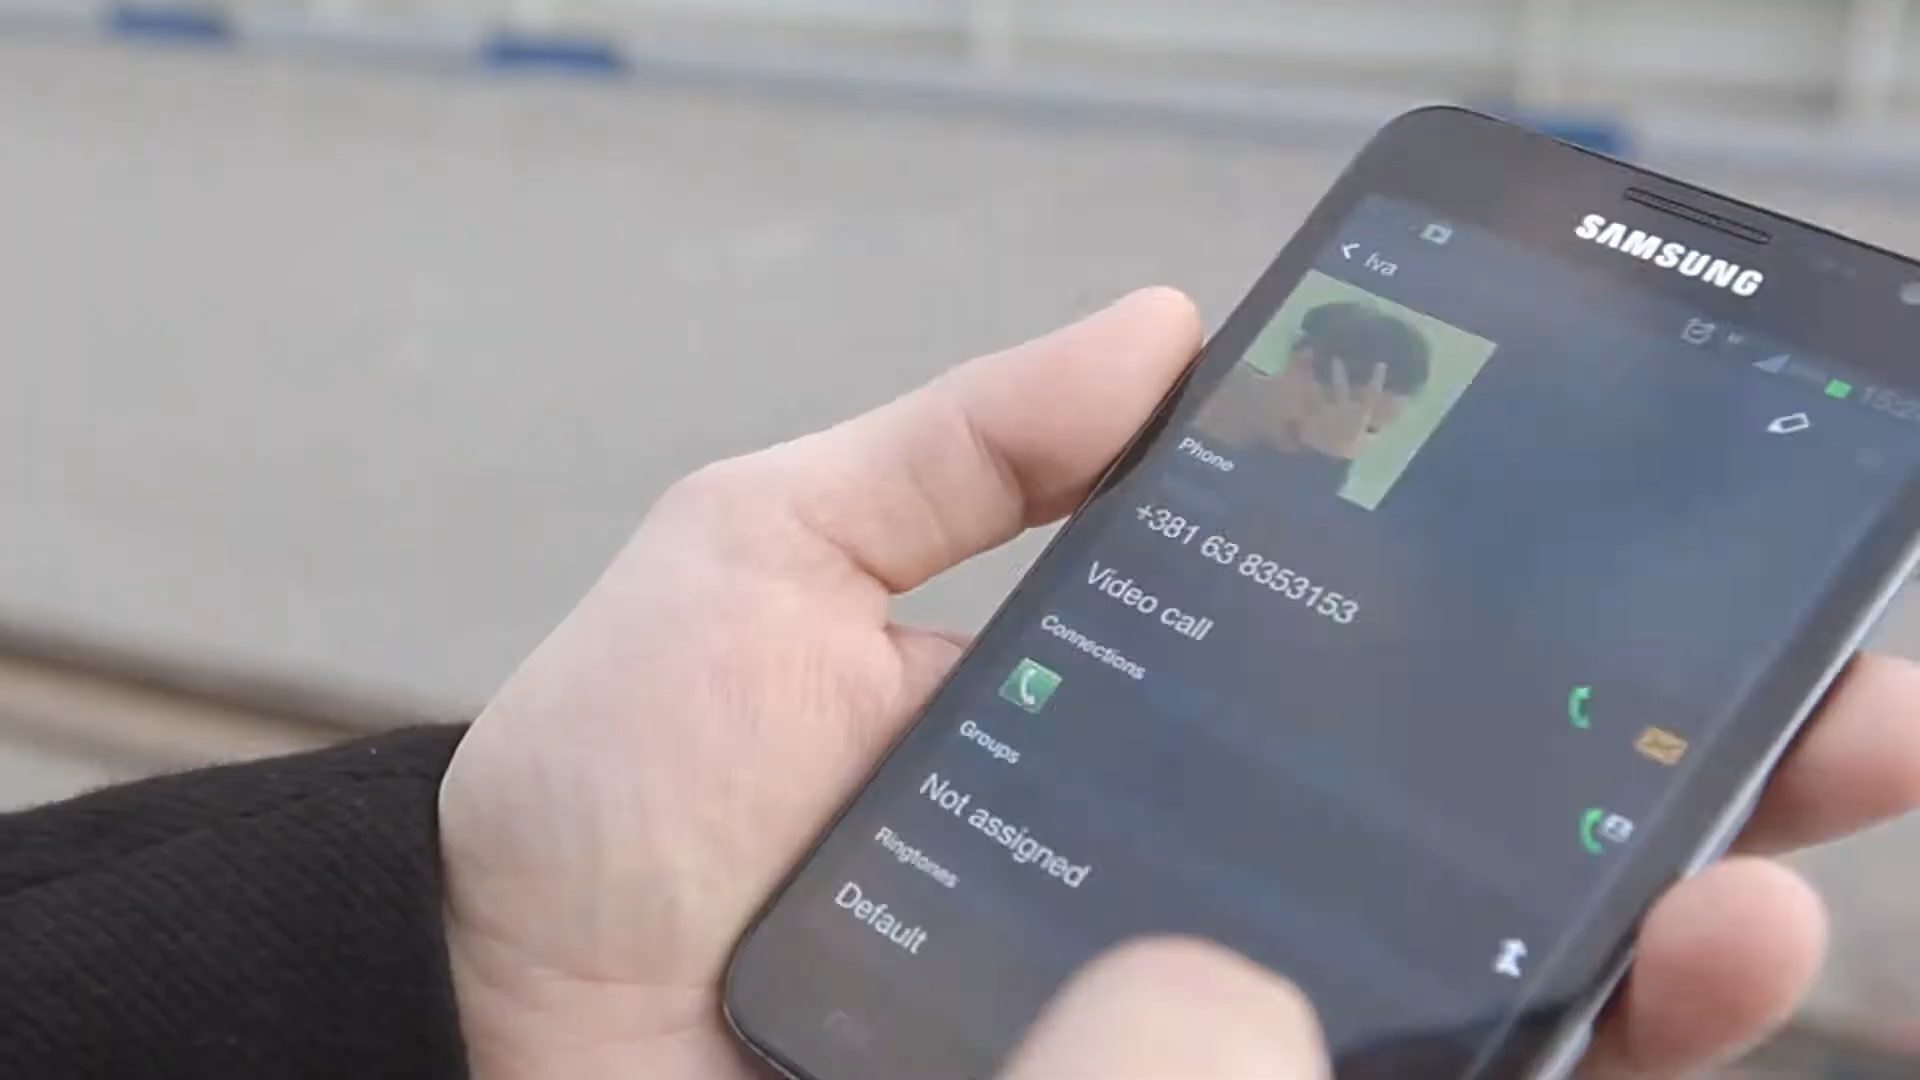 SAMSUNG
Iva
Phone
+381 63 8353153
Video call
Connections
Groups
Not assigned
Ringtones
Default